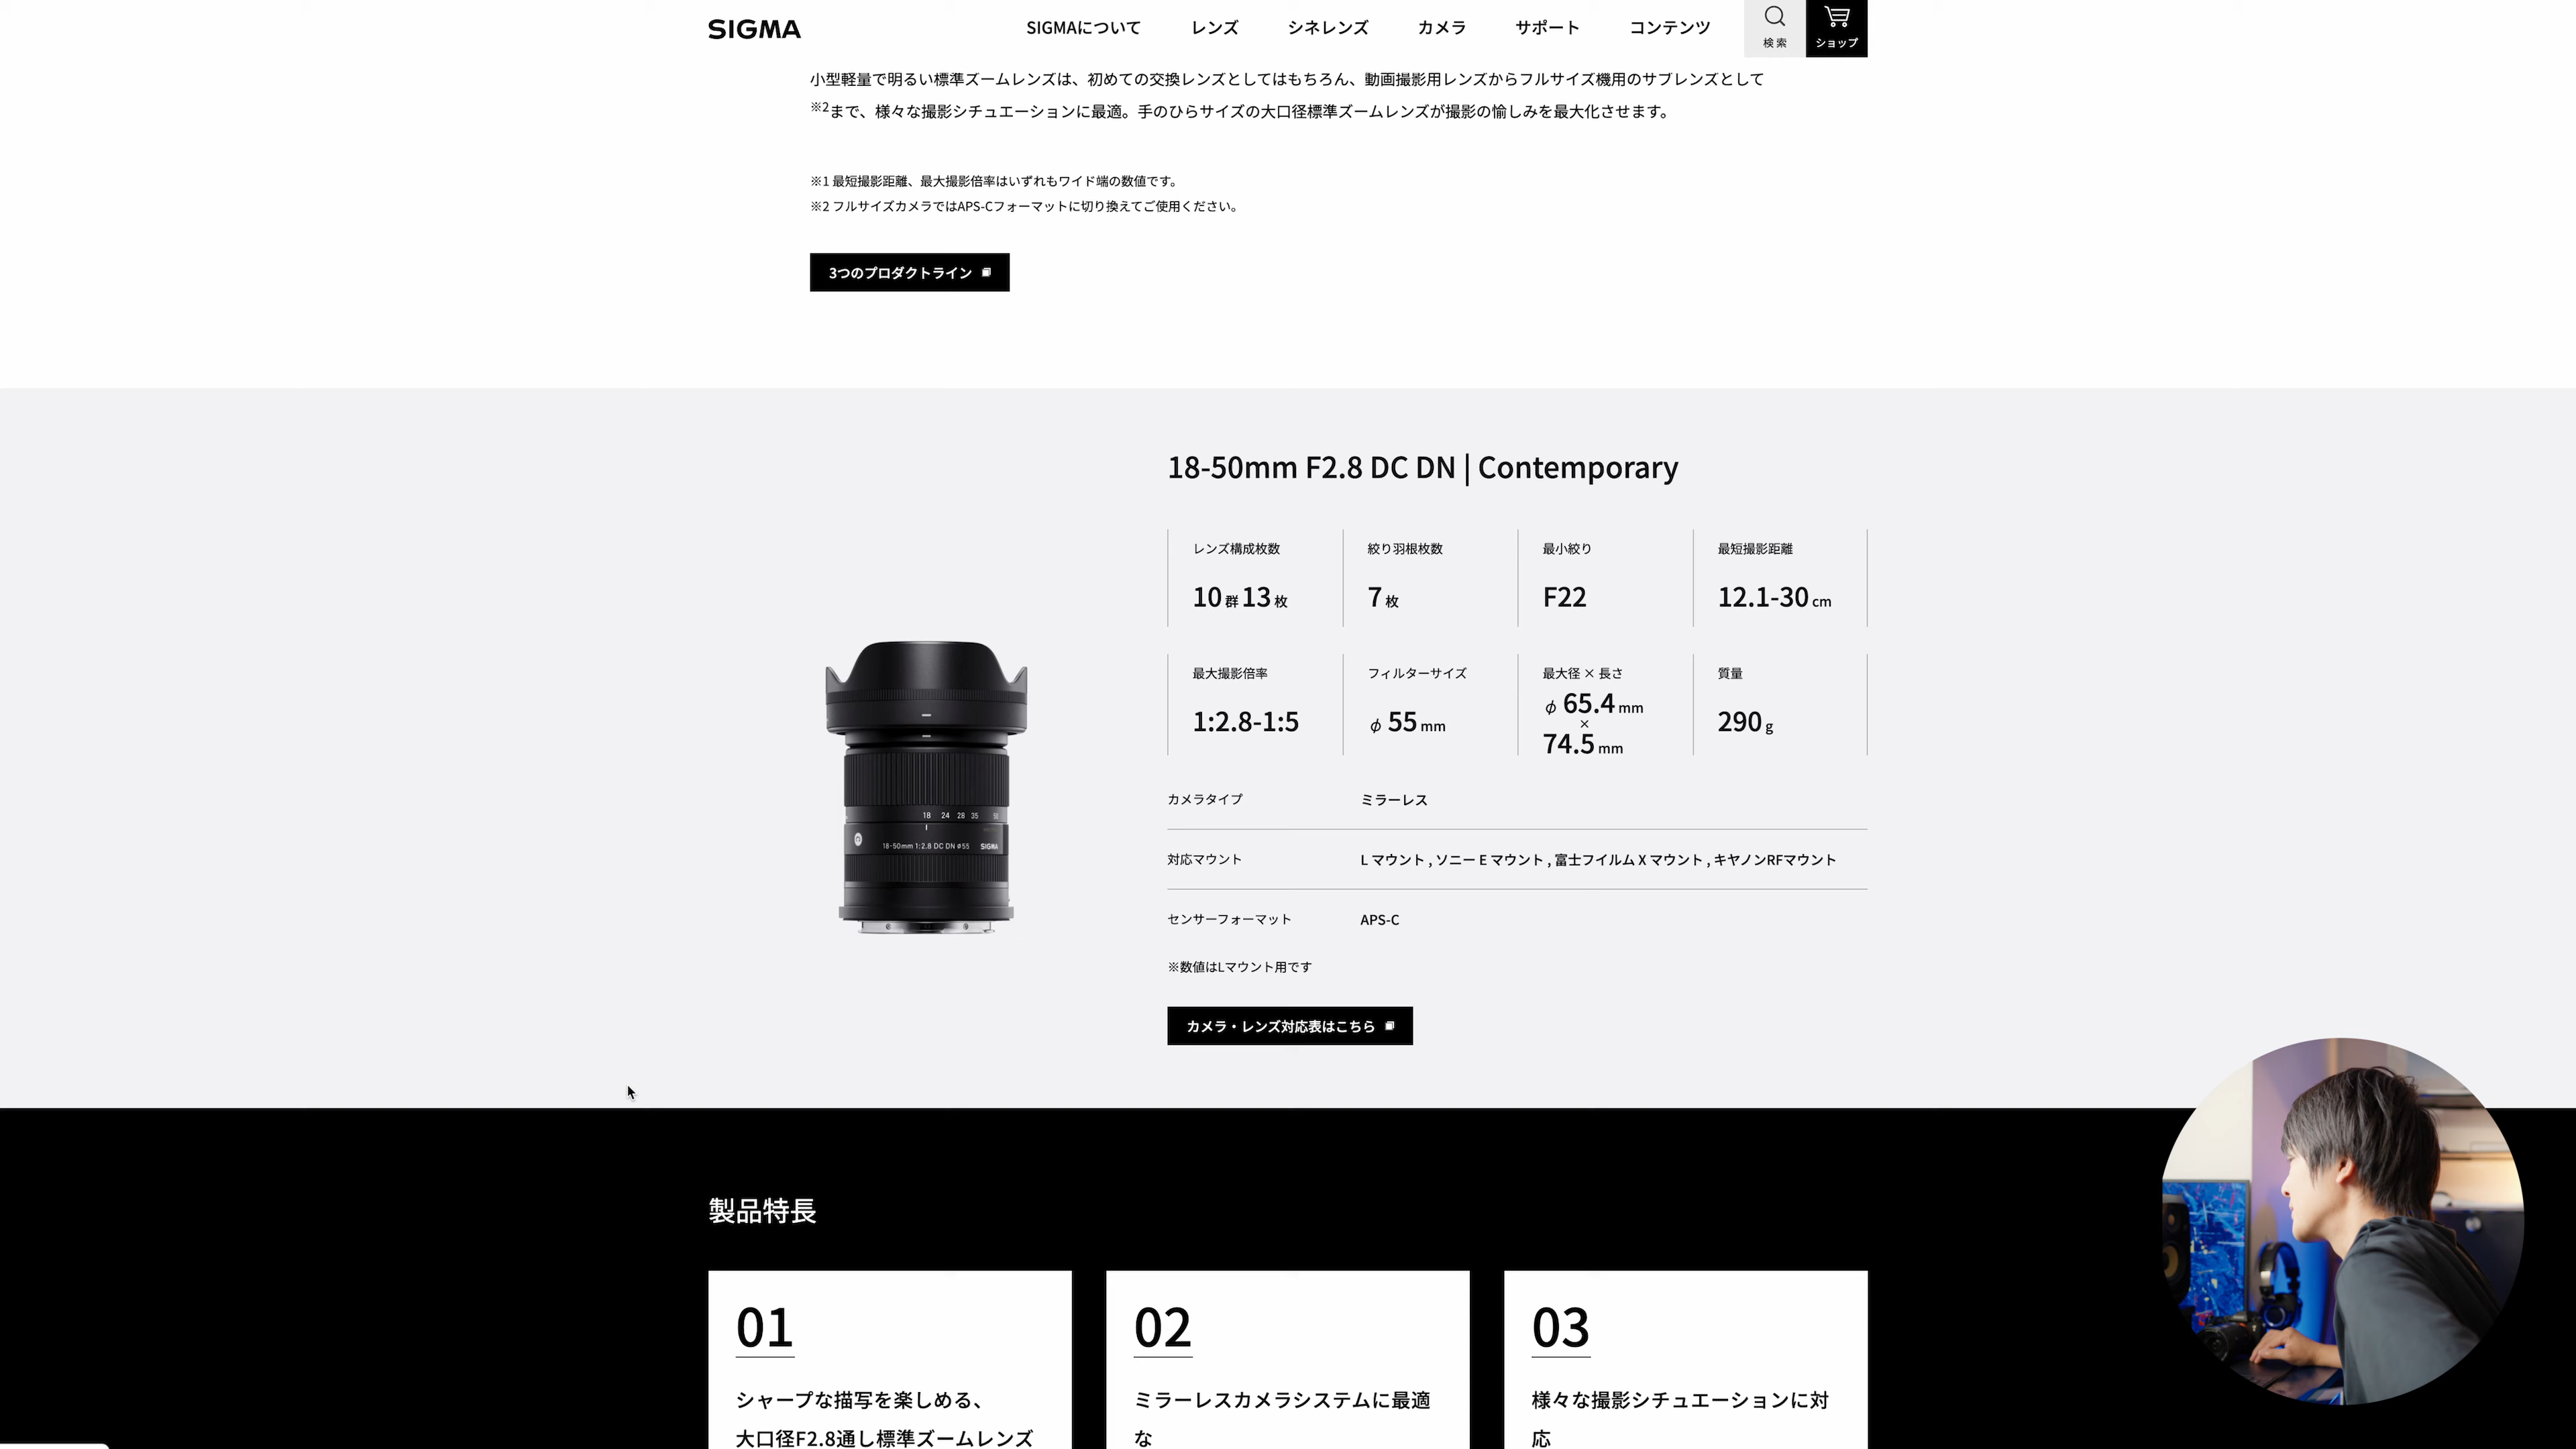 SIGMA
SIGMAについて
レンズ
シネレンズ
カメラ
サポート
コンテンツ
検索
ショップ
小型軽量で明るい標準ズームレンズは、初めての交換レンズとしてはもちろん、動画撮影用レンズからフルサイズ機用のサブレンズとして
※2まで、様々な撮影シチュエーションに最適。手のひらサイズの大口径標準ズームレンズが撮影の愉しみを最大化させます。
※1 最短撮影距離、最大撮影倍率はいずれもワイド端の数値です。
※2 フルサイズカメラではAPS-Cフォーマットに切り換えてご使用ください。
3つのプロダクトライン
18-50mm F2.8 DC DN | Contemporary
レンズ構成枚数
10群13枚
絞り羽根枚数
7枚
最小絞り
F22
最短撮影距離
12.1-30cm
最大撮影倍率
1:2.8-1:5
フィルターサイズ
φ 55mm
最大径 × 長さ
φ 65.4mm
×
74.5mm
質量
290g
18 24 28 35 50
18-50mm 1:2.8 DC DN ø55 SIGMA
カメラタイプ
ミラーレス
対応マウント
L マウント , ソニー E マウント , 富士フイルム X マウント , キヤノンRFマウント
センサーフォーマット
APS-C
※数値はLマウント用です
カメラ・レンズ対応表はこちら
製品特長
01
シャープな描写を楽しめる、
大口径F2.8通し標準ズームレンズ
02
ミラーレスカメラシステムに最適
な
03
様々な撮影シチュエーションに対
応